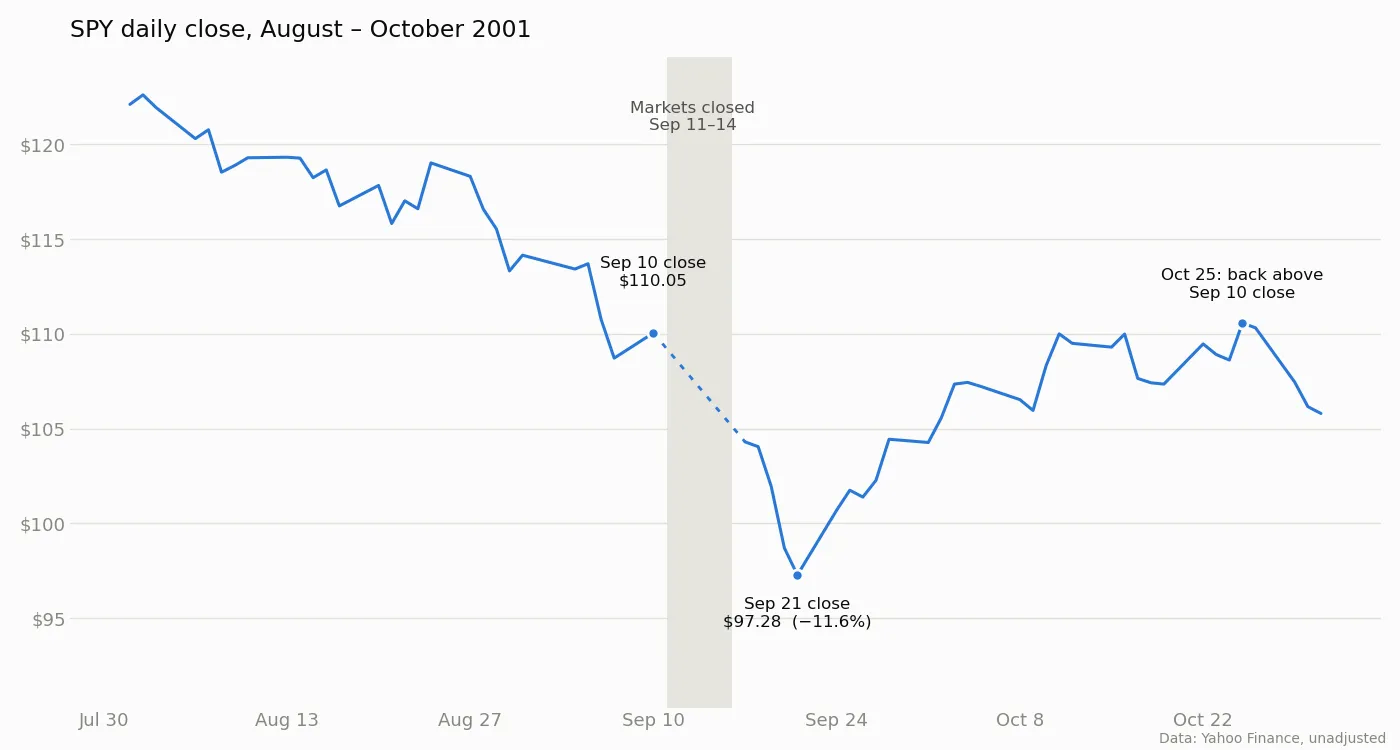 SPY daily close, August – October 2001
Markets closed
Sep 11–14
$120
$115
Sep 10 close
$110.05
Oct 25: back above
Sep 10 close
$110
$105
$100
Sep 21 close
$97.28  (−11.6%)
$95
Jul 30
Aug 13
Aug 27
Sep 10
Sep 24
Oct 8
Oct 22
Data: Yahoo Finance, unadjusted